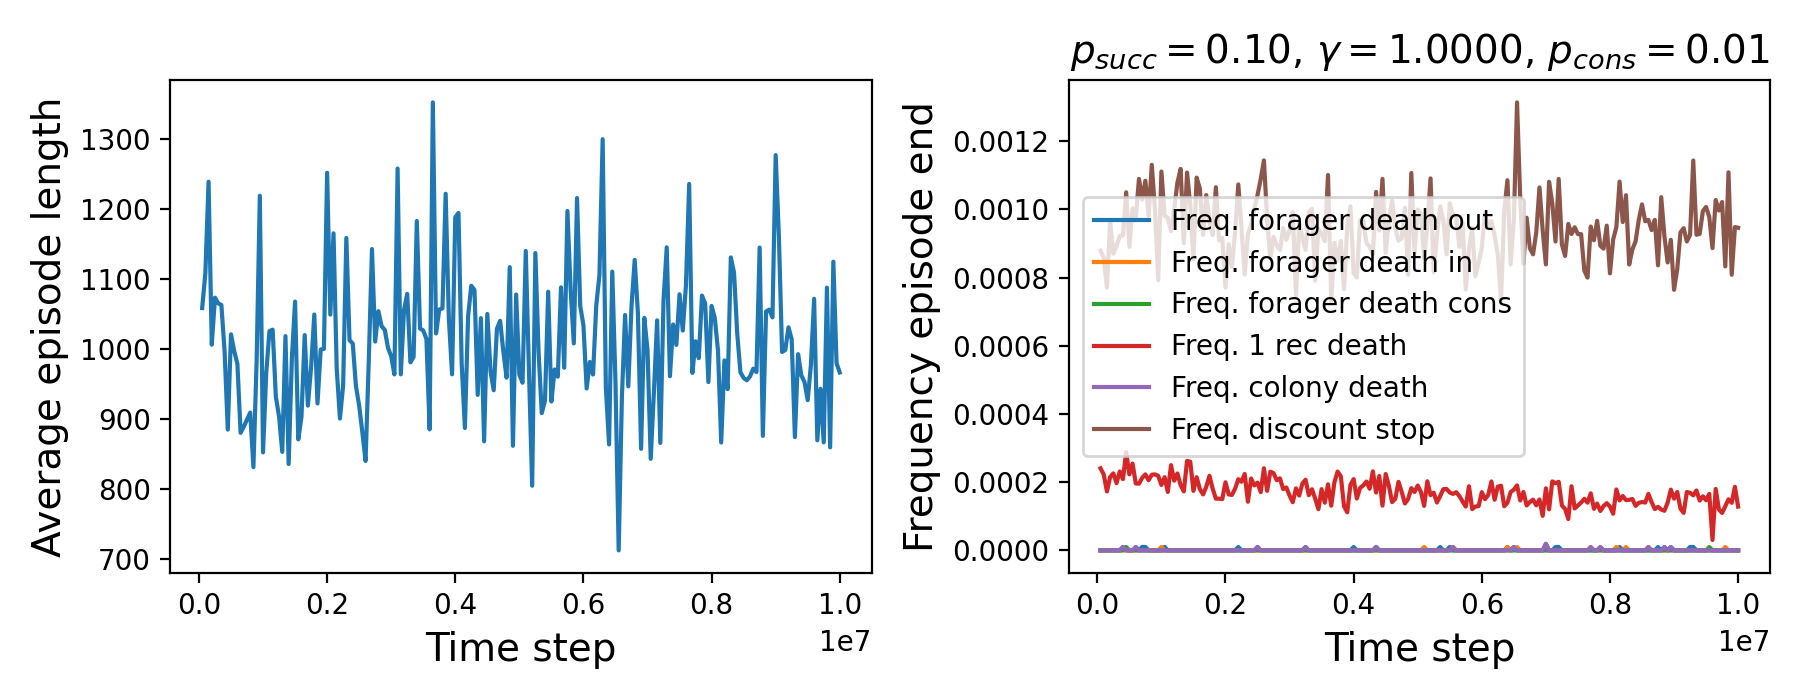 Average episode length
1300
1200
1100
1000
900
800
700
0.0 0.2 0.4 0.6 0.8 1.0
1e7
Time step
p_succ = 0.10, γ = 1.0000, p_cons = 0.01
Frequency episode end
0.0012
0.0010
0.0008
0.0006
0.0004
0.0002
0.0000
Freq. forager death out
Freq. forager death in
Freq. forager death cons
Freq. 1 rec death
Freq. colony death
Freq. discount stop
0.0 0.2 0.4 0.6 0.8 1.0
1e7
Time step